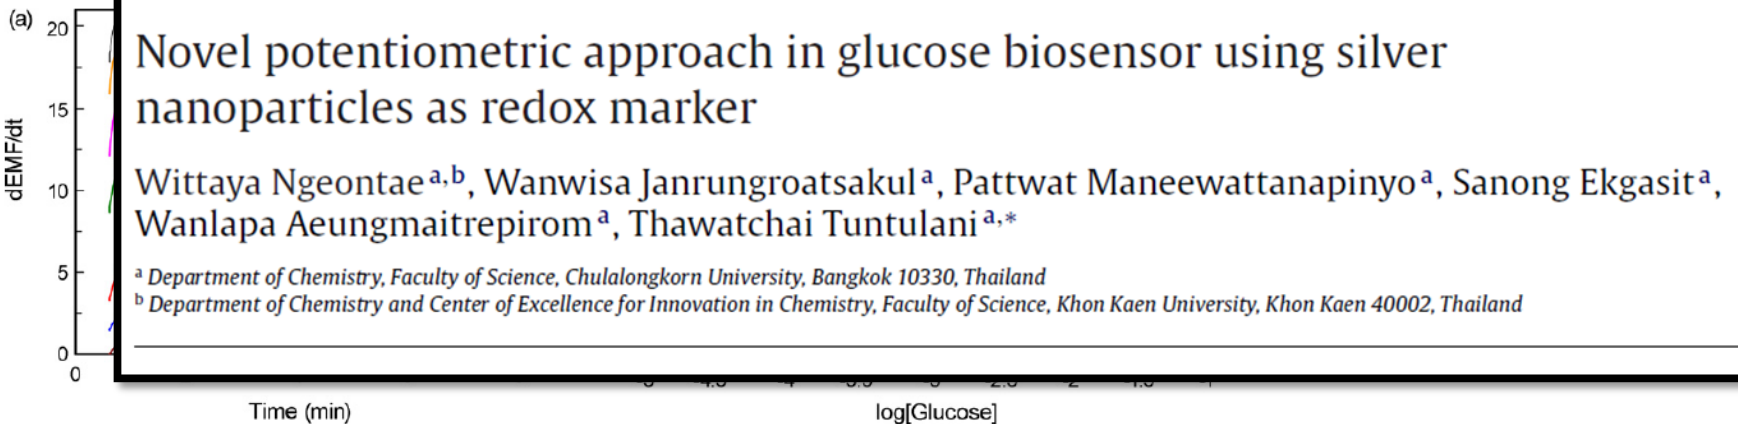 (a)
20
15
10
5
0
0
dEMF/dt
Novel potentiometric approach in glucose biosensor using silver
nanoparticles as redox marker
Wittaya Ngeontae a,b, Wanwisa Janrungroatsakul a, Pattwat Maneewattanapinyo a, Sanong Ekgasit a,
Wanlapa Aeungmaitrepirom a, Thawatchai Tuntulani a,*
a Department of Chemistry, Faculty of Science, Chulalongkorn University, Bangkok 10330, Thailand
b Department of Chemistry and Center of Excellence for Innovation in Chemistry, Faculty of Science, Khon Kaen University, Khon Kaen 40002, Thailand
Time (min)
log[Glucose]